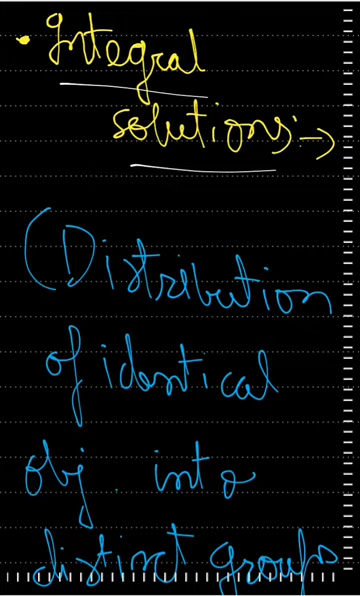 • Integral
solutions :→
(Distribution
of identical
obj into
distinct groups